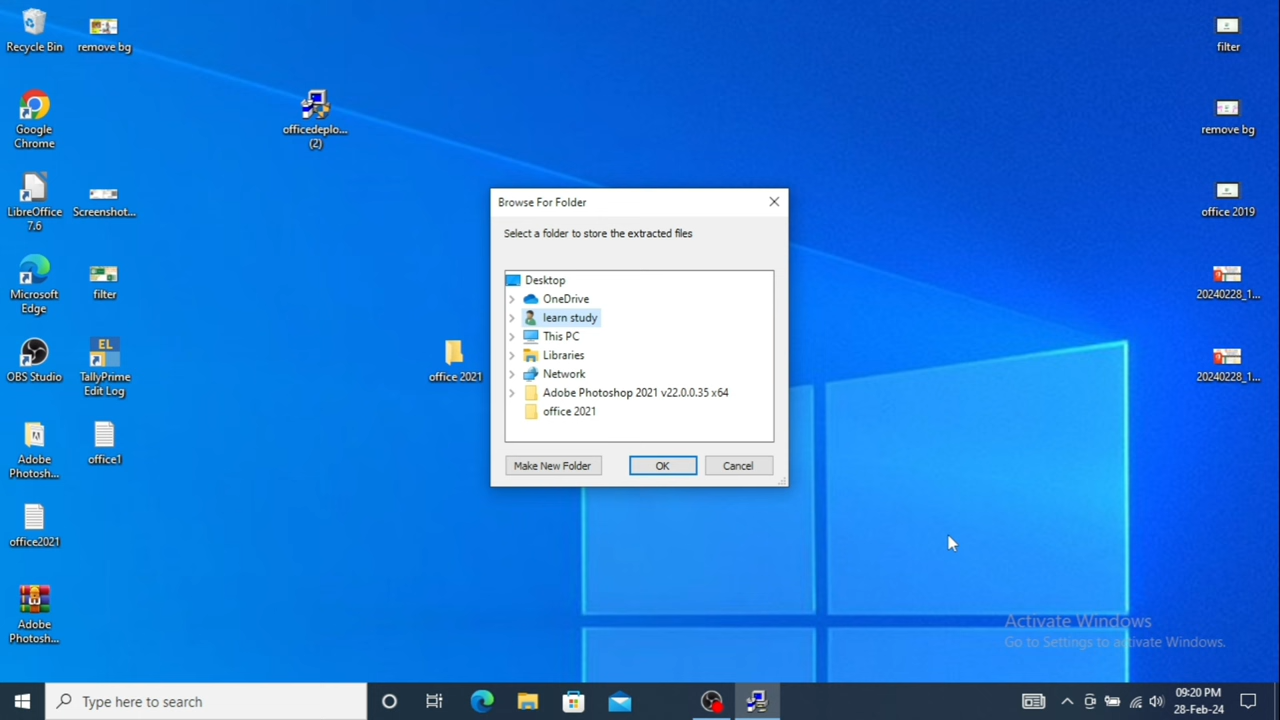 Recycle Bin
remove bg
Google
Chrome
officedeplo...
(2)
LibreOffice
7.6
Screenshot...
Microsoft
Edge
filter
OBS Studio
EL
TallyPrime
Edit Log
office 2021
Adobe
Photosh...
office1
office2021
Adobe
Photosh...
Browse For Folder
Select a folder to store the extracted files
Desktop
OneDrive
learn study
This PC
Libraries
Network
Adobe Photoshop 2021 v22.0.0.35 x64
office 2021
Make New Folder
OK
Cancel
filter
remove bg
office 2019
20240228_1...
20240228_1...
Activate Windows
Go to Settings to activate Windows.
Type here to search
09:20 PM
28-Feb-24